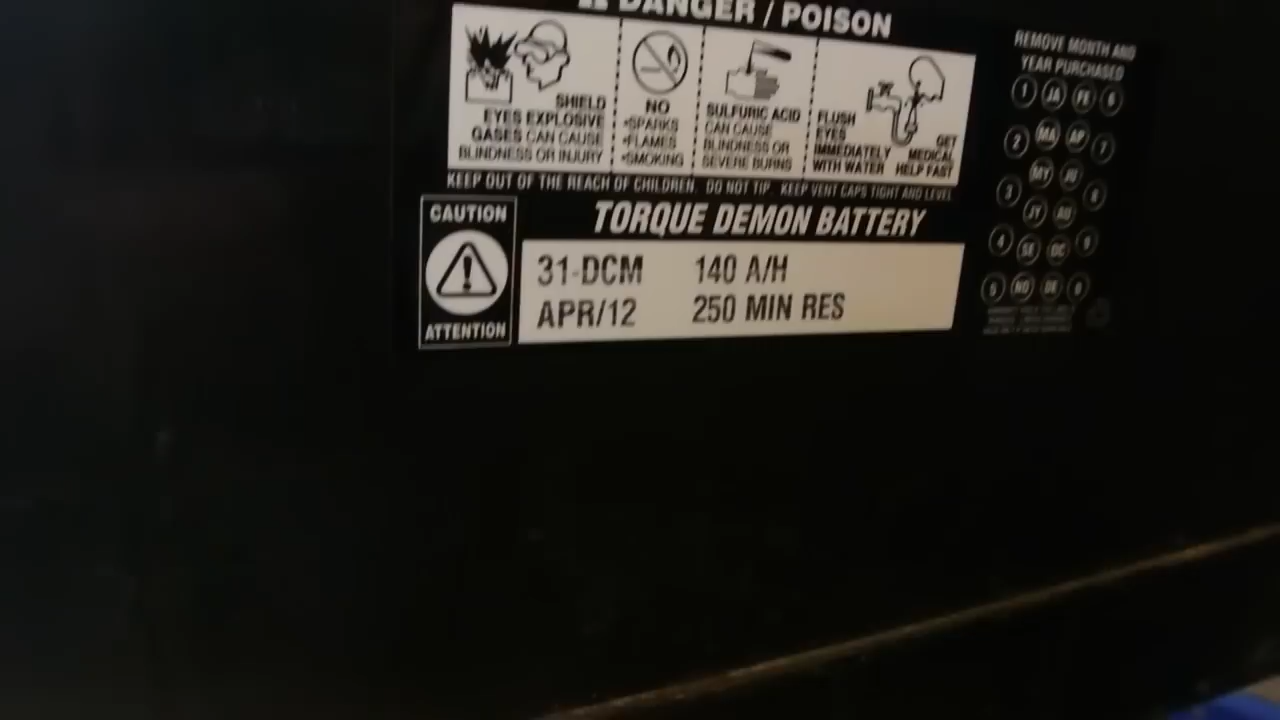 DANGER / POISON
SHIELD
EYES EXPLOSIVE
GASES CAN CAUSE
BLINDNESS OR INJURY
NO
•SPARKS
•FLAMES
•SMOKING
SULFURIC ACID
CAN CAUSE
BLINDNESS OR
SEVERE BURNS
FLUSH
EYES
IMMEDIATELY
WITH WATER
GET
MEDICAL
HELP FAST
KEEP OUT OF THE REACH OF CHILDREN. DO NOT TIP. KEEP VENT CAPS TIGHT AND LEVEL
CAUTION
ATTENTION
TORQUE DEMON BATTERY
31-DCM 140 A/H
APR/12 250 MIN RES
REMOVE MONTH AND
YEAR PURCHASED
1 JA FE 6
2 MA AP 7
MY JU
3 8
JY AU
4 SE OC 9
5 NO DE 0